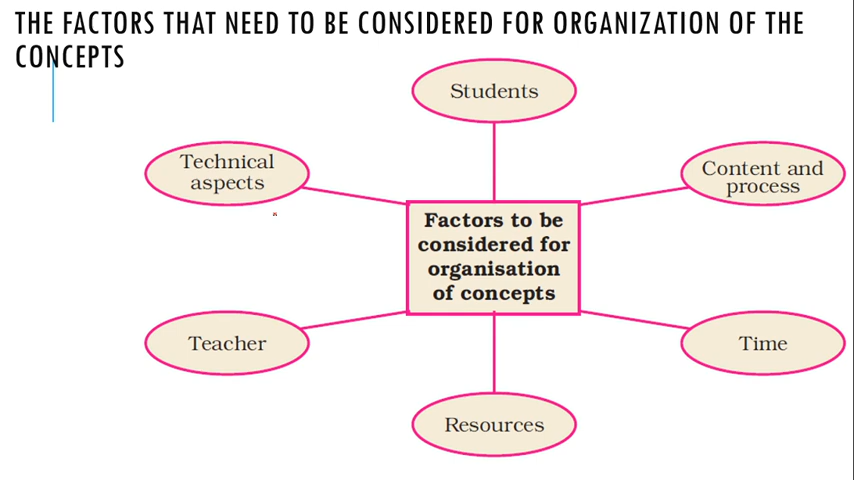 THE FACTORS THAT NEED TO BE CONSIDERED FOR ORGANIZATION OF THE
CONCEPTS
Students
Technical
aspects
Content and
process
Factors to be
considered for
organisation
of concepts
Teacher
Time
Resources